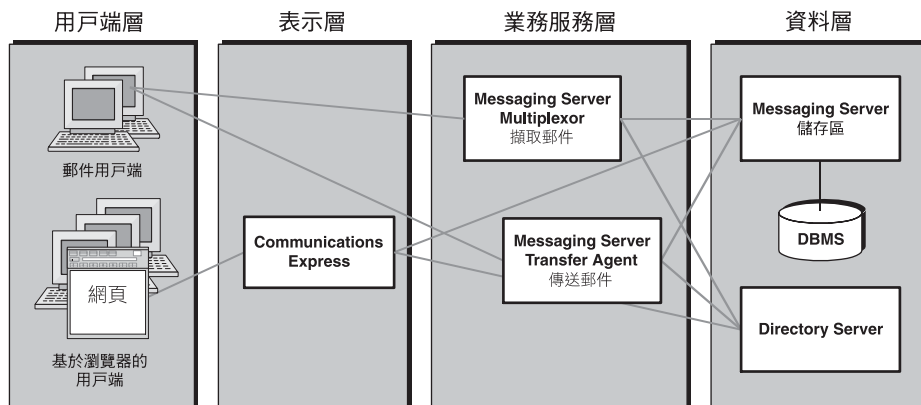 用戶端層
表示層
業務服務層
資料層
郵件用戶端
網頁
基於瀏覽器的
用戶端
Communications
Express
Messaging Server
Multiplexor
擷取郵件
Messaging Server
Transfer Agent
傳送郵件
Messaging Server
儲存區
DBMS
Directory Server